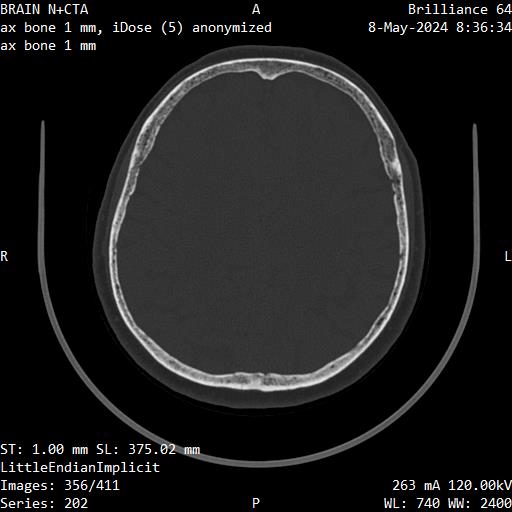 BRAIN N+CTA
A
Brilliance 64
ax bone 1 mm, iDose (5) anonymized
8-May-2024 8:36:34
ax bone 1 mm
R
L
ST: 1.00 mm SL: 375.02 mm
LittleEndianImplicit
Images: 356/411
263 mA 120.00kV
Series: 202
P
WL: 740 WW: 2400